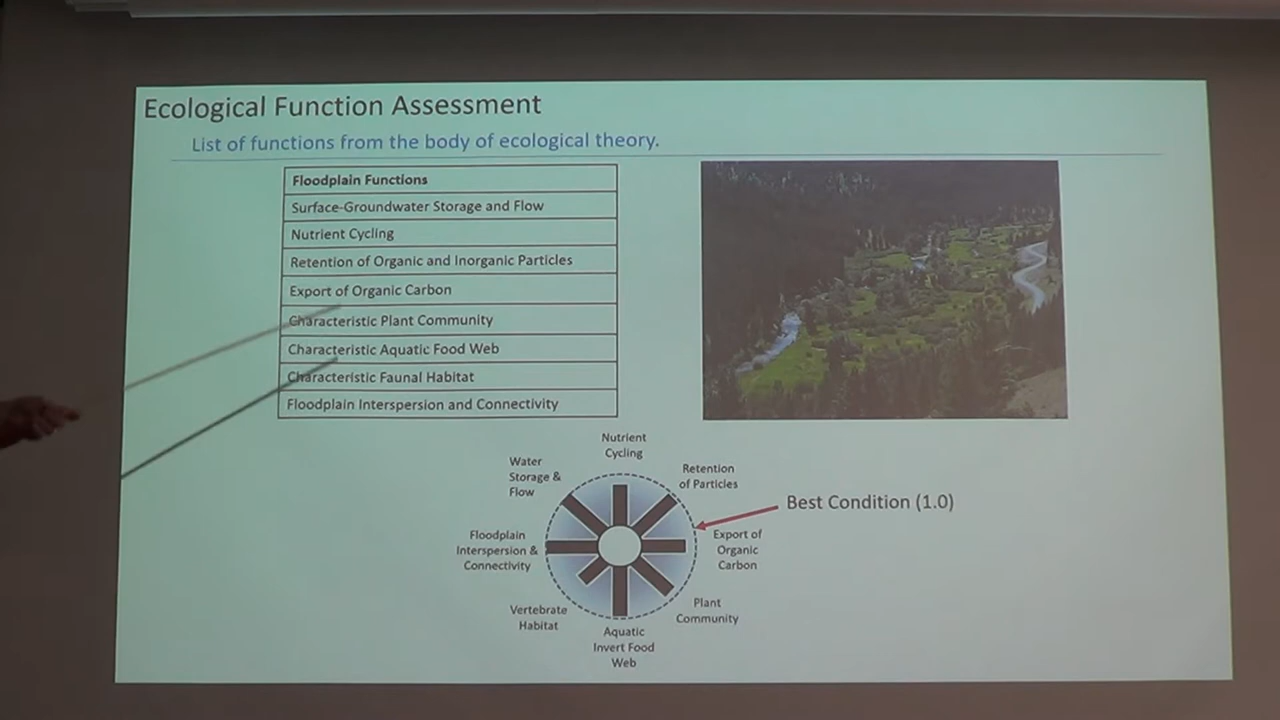 Ecological Function Assessment
List of functions from the body of ecological theory.
Floodplain Functions
Surface-Groundwater Storage and Flow
Nutrient Cycling
Retention of Organic and Inorganic Particles
Export of Organic Carbon
Characteristic Plant Community
Characteristic Aquatic Food Web
Characteristic Faunal Habitat
Floodplain Interspersion and Connectivity
Nutrient
Cycling
Water
Storage &
Flow
Retention
of Particles
Best Condition (1.0)
Floodplain
Interspersion &
Connectivity
Export of
Organic
Carbon
Vertebrate
Habitat
Plant
Community
Aquatic
Invert Food
Web